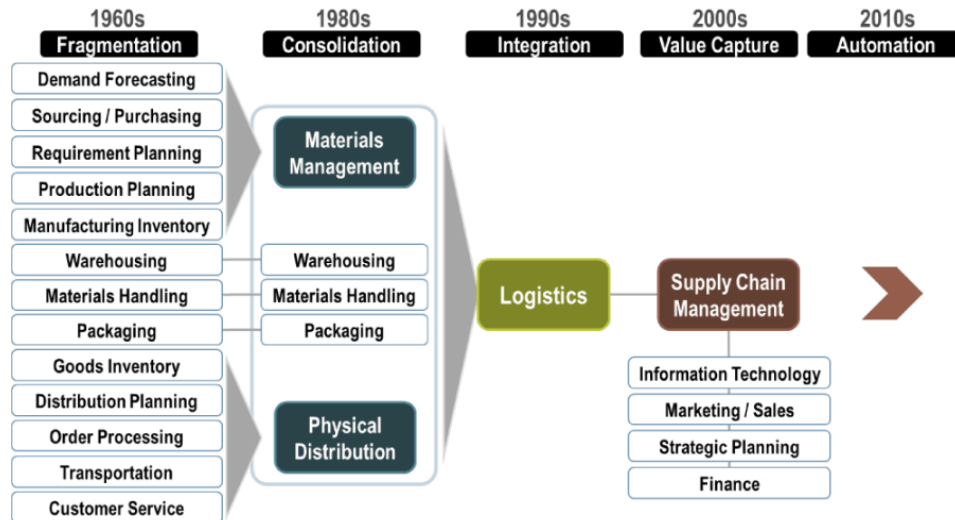 1960s
Fragmentation
Demand Forecasting
Sourcing / Purchasing
Requirement Planning
Production Planning
Manufacturing Inventory
Warehousing
Materials Handling
Packaging
Goods Inventory
Distribution Planning
Order Processing
Transportation
Customer Service
1980s
Consolidation
Materials
Management
Warehousing
Materials Handling
Packaging
Physical
Distribution
1990s
Integration
Logistics
2000s
Value Capture
Supply Chain
Management
Information Technology
Marketing / Sales
Strategic Planning
Finance
2010s
Automation